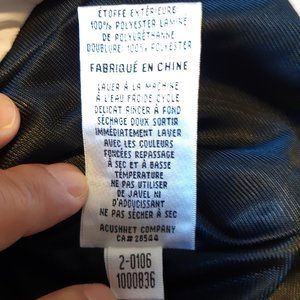 ÉTOFFE EXTÉRIEURE
100% POLYESTER LAMINÉ
DE POLYURÉTHANNE
DOUBLURE: 100% POLYESTER
FABRIQUÉ EN CHINE
LAVER À LA MACHINE
À L'EAU FROIDE CYCLE
DELICAT RINCER À FOND
SÉCHAGE DOUX SORTIR
IMMÉDIATEMENT LAVER
AVEC LES COULEURS
FONCÉES REPASSAGE
À SEC ET À BASSE
TEMPÉRATURE
NE PAS UTILISER
DE JAVEL NI
D'ADOUCISSANT
NE PAS SÉCHER À SEC
ACUSHNET COMPANY
CA# 26544
2-0106
1000836